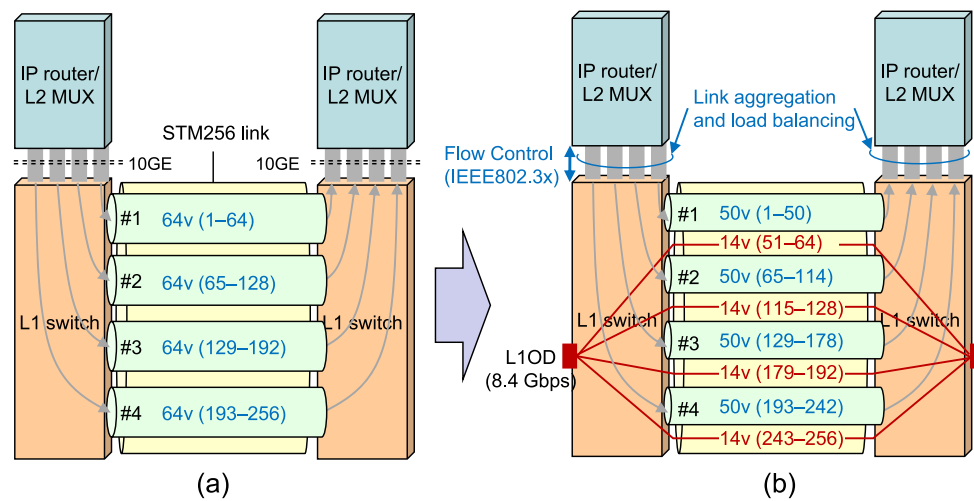 IP router/
L2 MUX
IP router/
L2 MUX
STM256 link
10GE
10GE
#1 64v (1–64)
#2 64v (65–128)
L1 switch
L1 switch
#3 64v (129–192)
#4 64v (193–256)
(a)
IP router/
L2 MUX
IP router/
L2 MUX
Link aggregation
and load balancing
Flow Control
(IEEE802.3x)
#1 50v (1–50)
14v (51–64)
#2 50v (65–114)
14v (115–128)
L1 switch
L1 switch
#3 50v (129–178)
L1OD
(8.4 Gbps)
14v (179–192)
#4 50v (193–242)
14v (243–256)
(b)